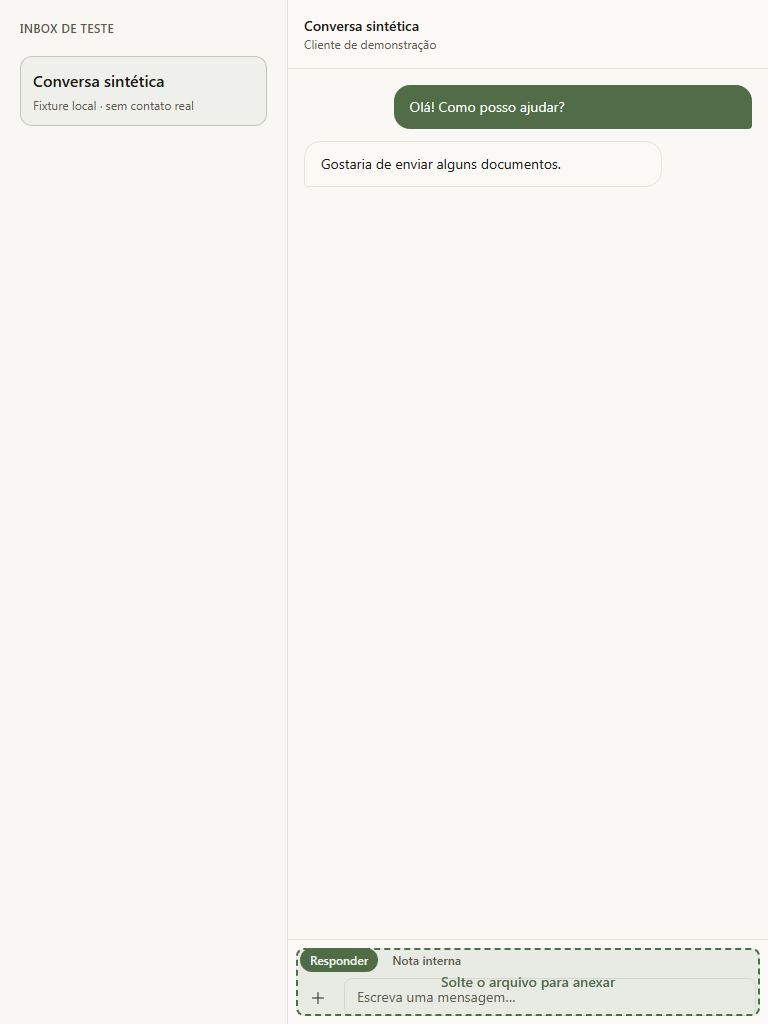 INBOX DE TESTE
Conversa sintética
Fixture local · sem contato real
Conversa sintética
Cliente de demonstração
Olá! Como posso ajudar?
Gostaria de enviar alguns documentos.
Responder
Nota interna
Solte o arquivo para anexar
Escreva uma mensagem...